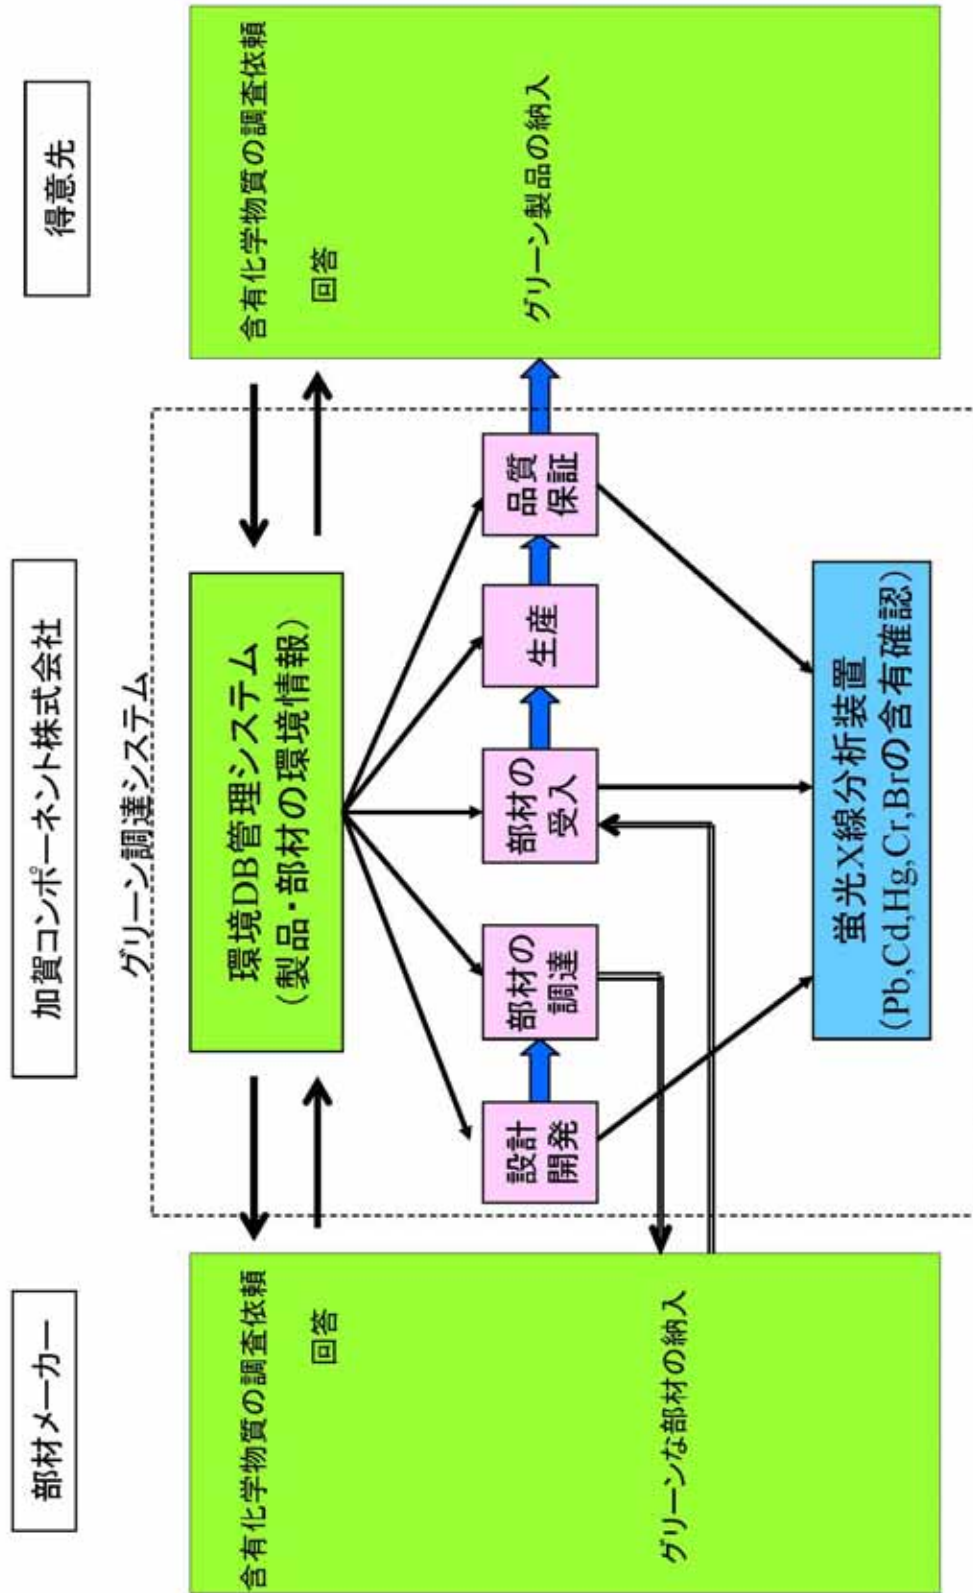 部材メーカー
加賀コンポーネント株式会社
得意先
グリーン調達システム
含有化学物質の調査依頼
回答
グリーンな部材の納入
環境DB管理システム
(製品・部材の環境情報)
設計
開発
部材の
調達
部材の
受入
生産
品質
保証
蛍光X線分析装置
(Pb,Cd,Hg,Cr,Brの含有確認)
含有化学物質の調査依頼
回答
グリーン製品の納入